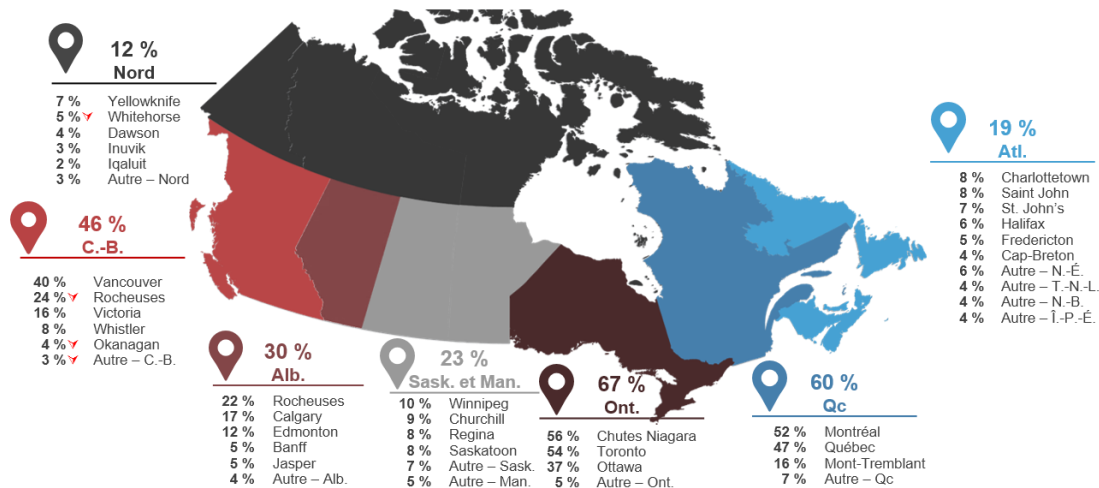 12 %
Nord
7 % Yellowknife
5 % Whitehorse
4 % Dawson
3 % Inuvik
2 % Iqaluit
3 % Autre – Nord
46 %
C.-B.
40 % Vancouver
24 % Rocheuses
16 % Victoria
8 % Whistler
4 % Okanagan
3 % Autre – C.-B.
30 %
Alb.
22 % Rocheuses
17 % Calgary
12 % Edmonton
5 % Banff
5 % Jasper
4 % Autre – Alb.
23 %
Sask. et Man.
10 % Winnipeg
9 % Churchill
8 % Regina
8 % Saskatoon
7 % Autre – Sask.
5 % Autre – Man.
67 %
Ont.
56 % Chutes Niagara
54 % Toronto
37 % Ottawa
5 % Autre – Ont.
60 %
Qc
52 % Montréal
47 % Québec
16 % Mont-Tremblant
7 % Autre – Qc
19 %
Atl.
8 % Charlottetown
8 % Saint John
7 % St. John’s
6 % Halifax
5 % Fredericton
4 % Cap-Breton
6 % Autre – N.-É.
4 % Autre – T.-N.-L.
4 % Autre – N.-B.
4 % Autre – Î.-P.-É.